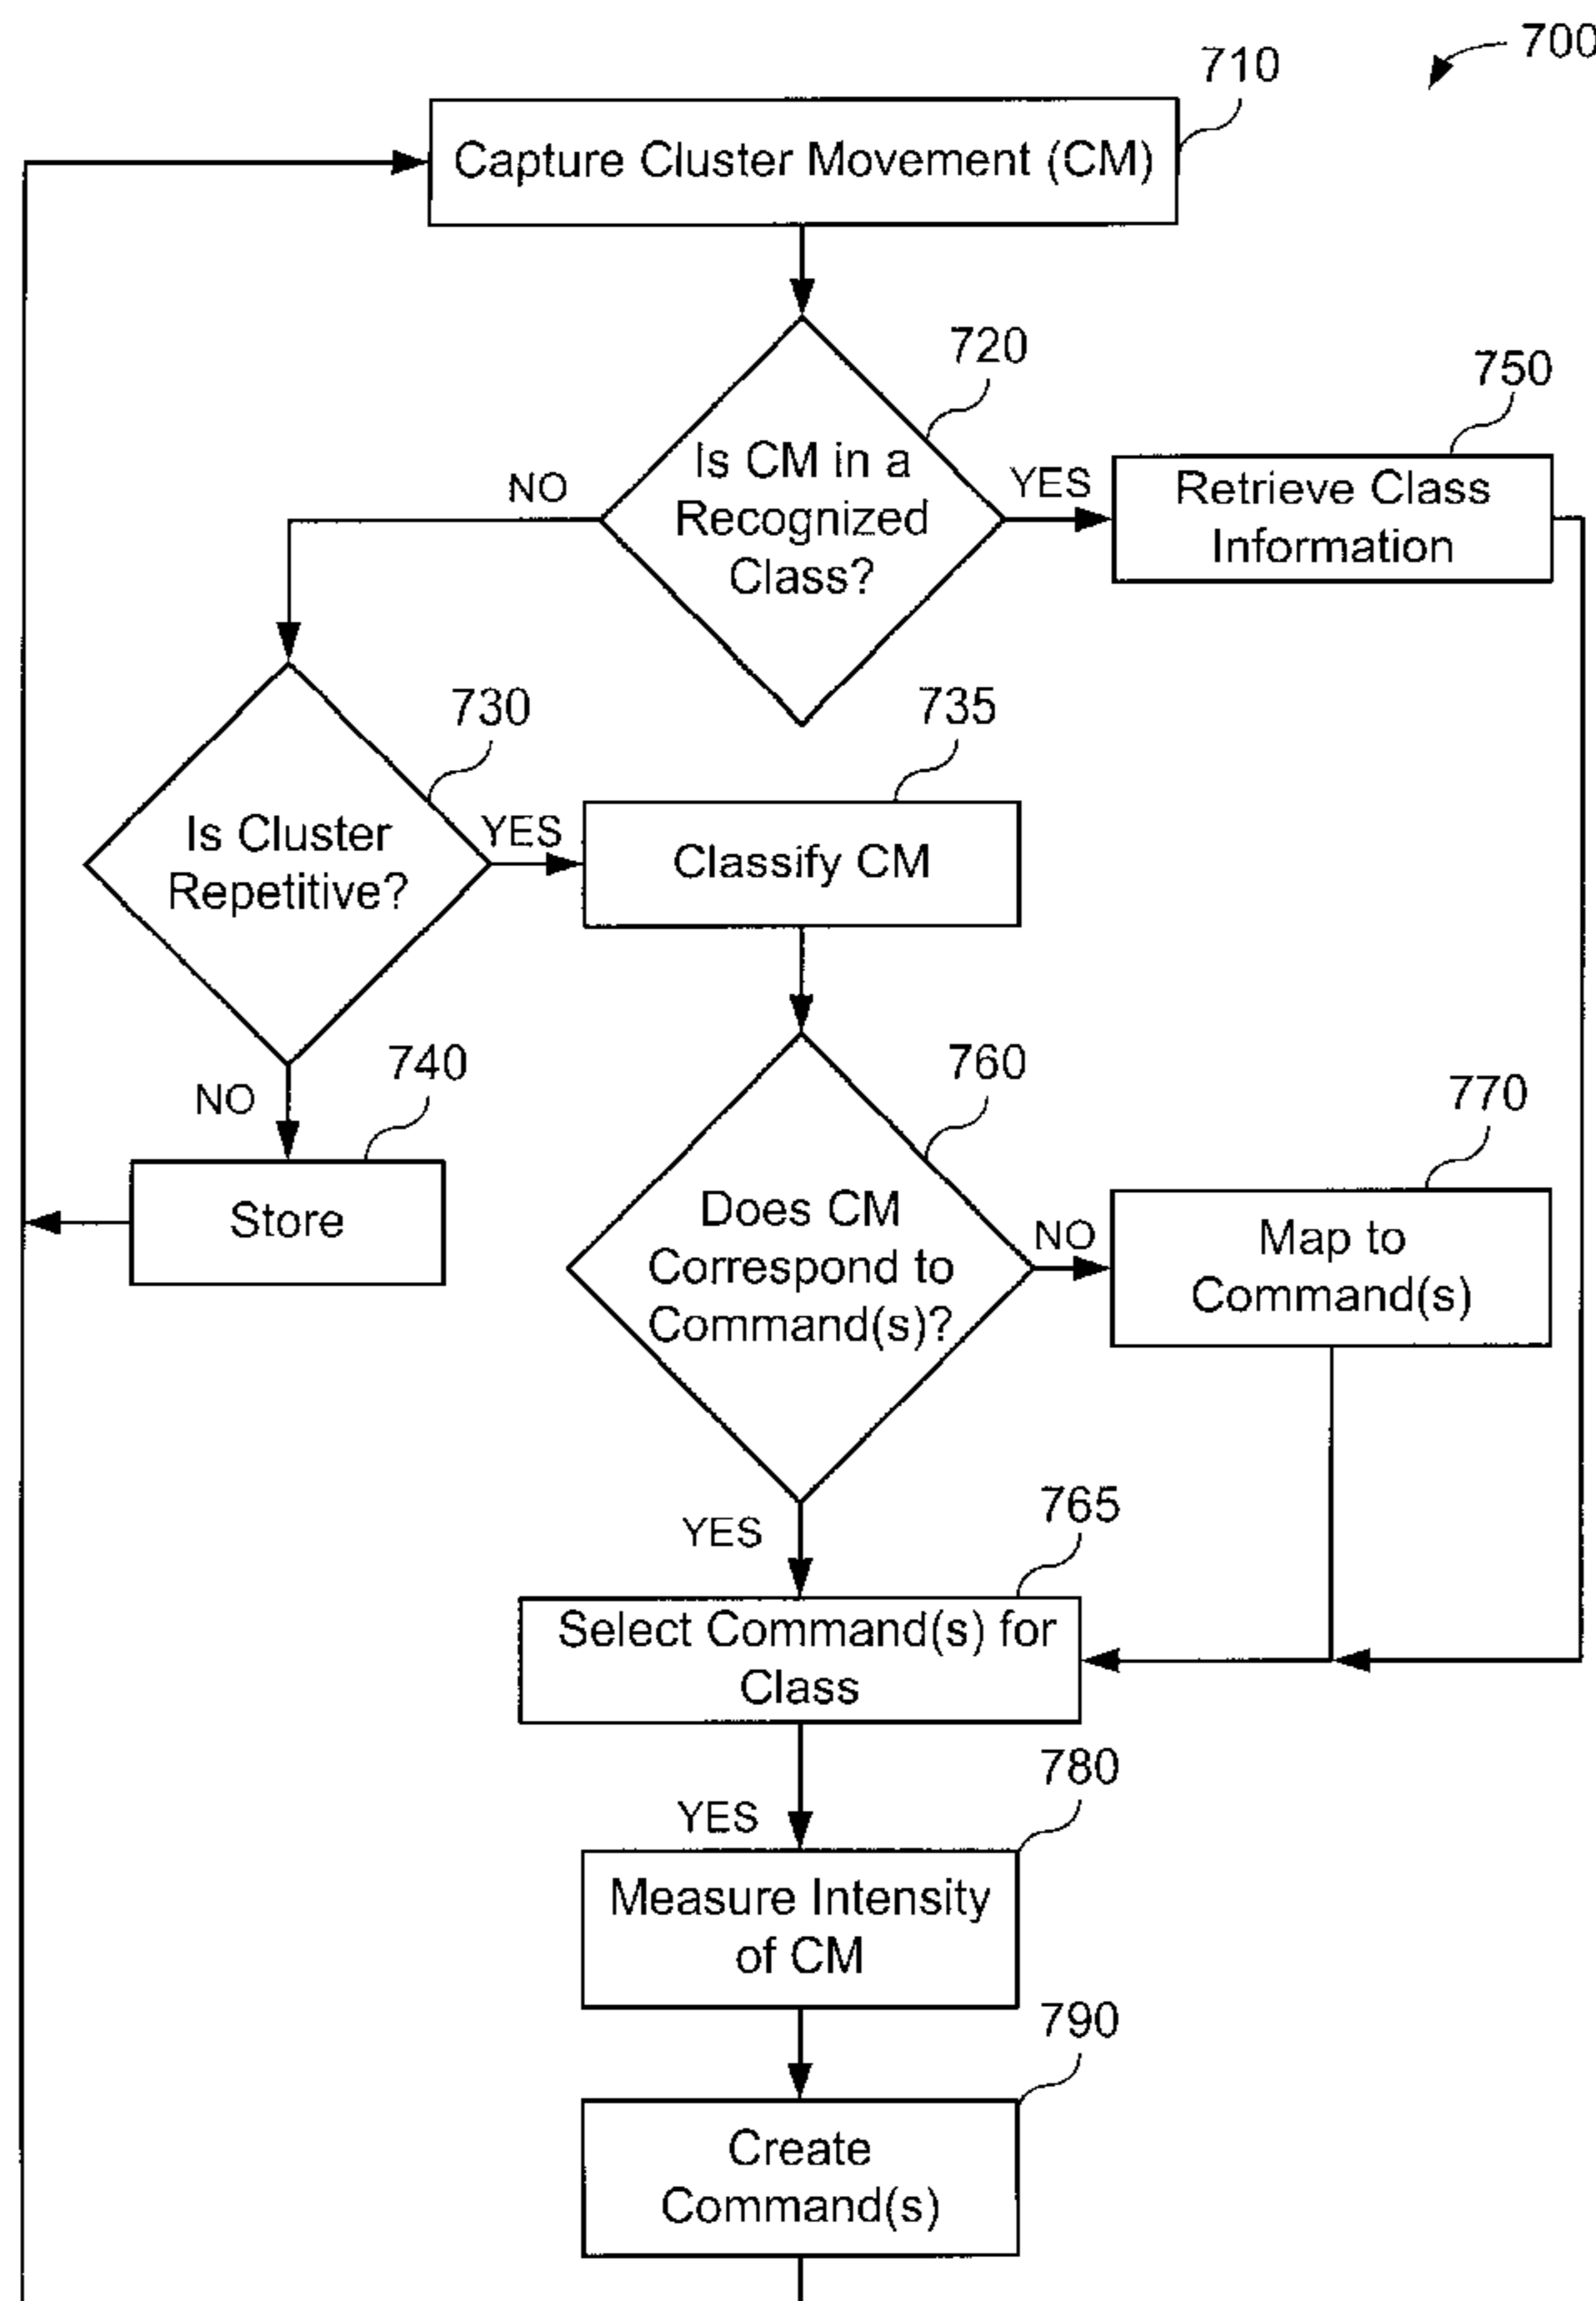 700
710
Capture Cluster Movement (CM)
720
750
Is CM in a
Recognized
Class?
NO
YES
Retrieve Class
Information
730
735
Is Cluster
Repetitive?
YES
Classify CM
NO
740
Store
760
770
Does CM
Correspond to
Command(s)?
NO
Map to
Command(s)
YES
765
Select Command(s) for
Class
780
YES
Measure Intensity
of CM
790
Create
Command(s)